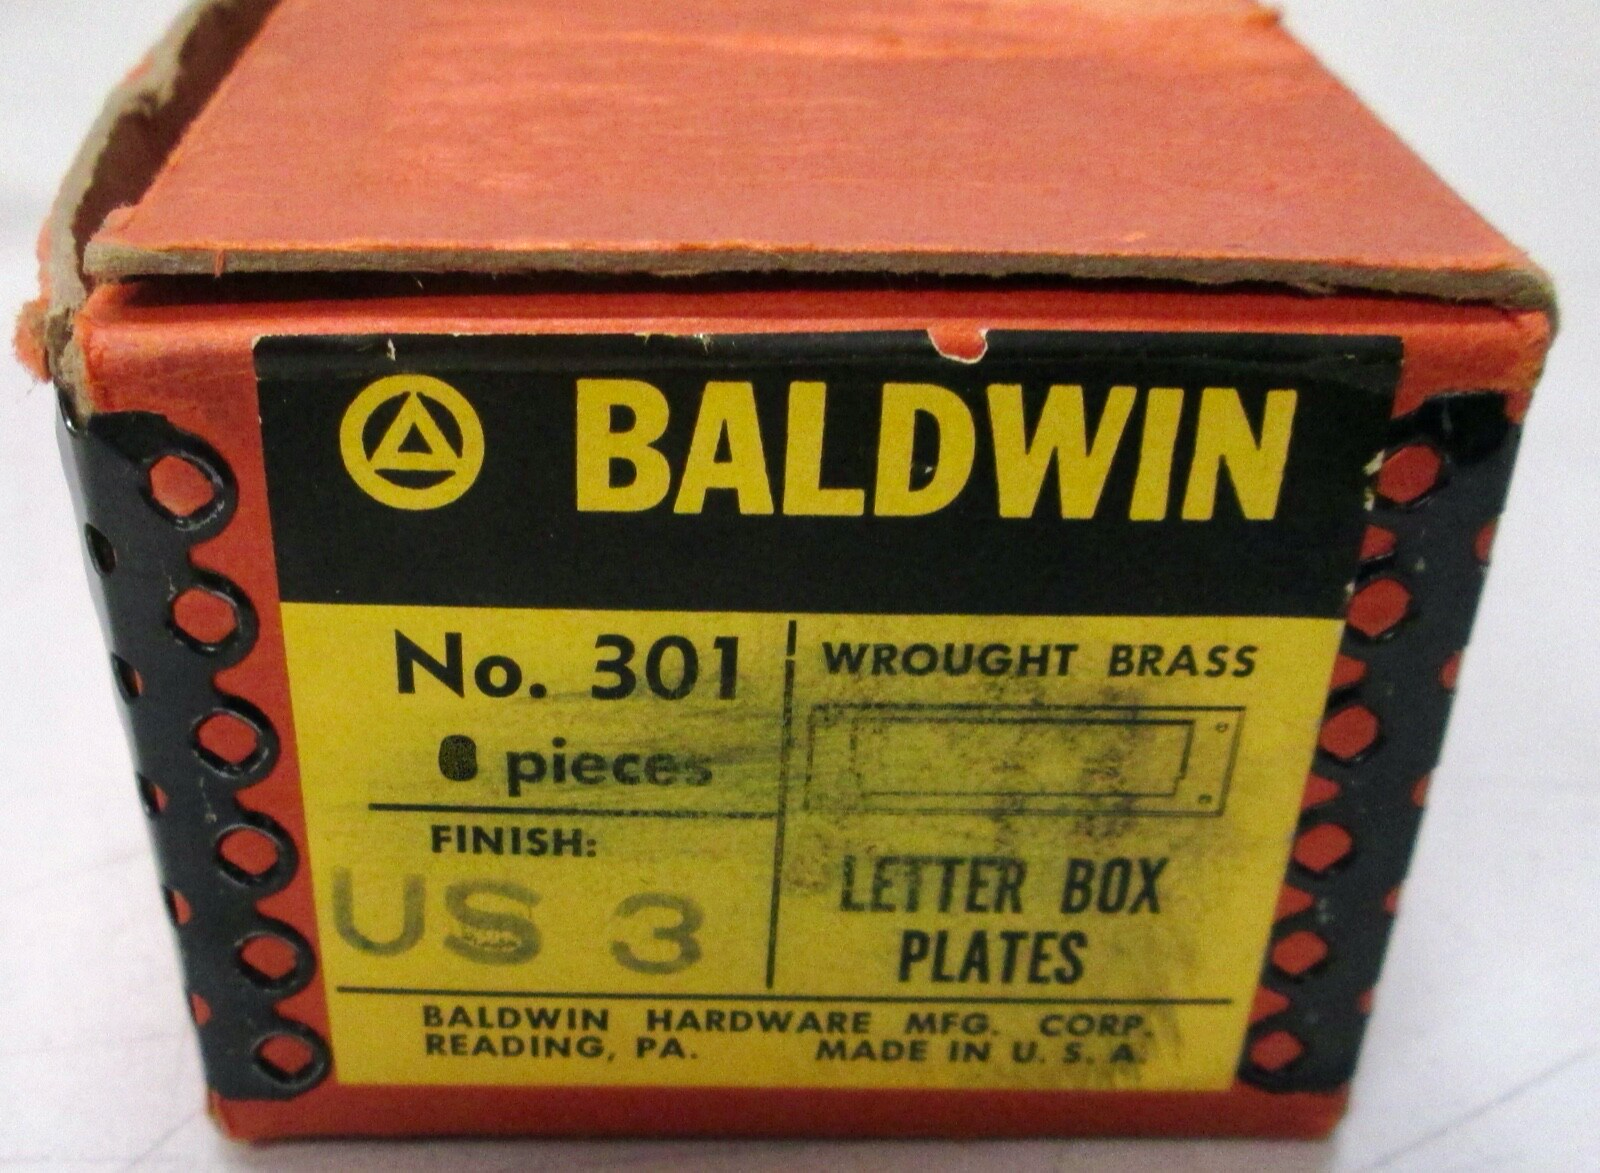 BALDWIN
No. 301
pieces
FINISH:
US 3
WROUGHT BRASS
LETTER BOX
PLATES
BALDWIN HARDWARE MFG. CORP.
READING, PA. MADE IN U. S. A.